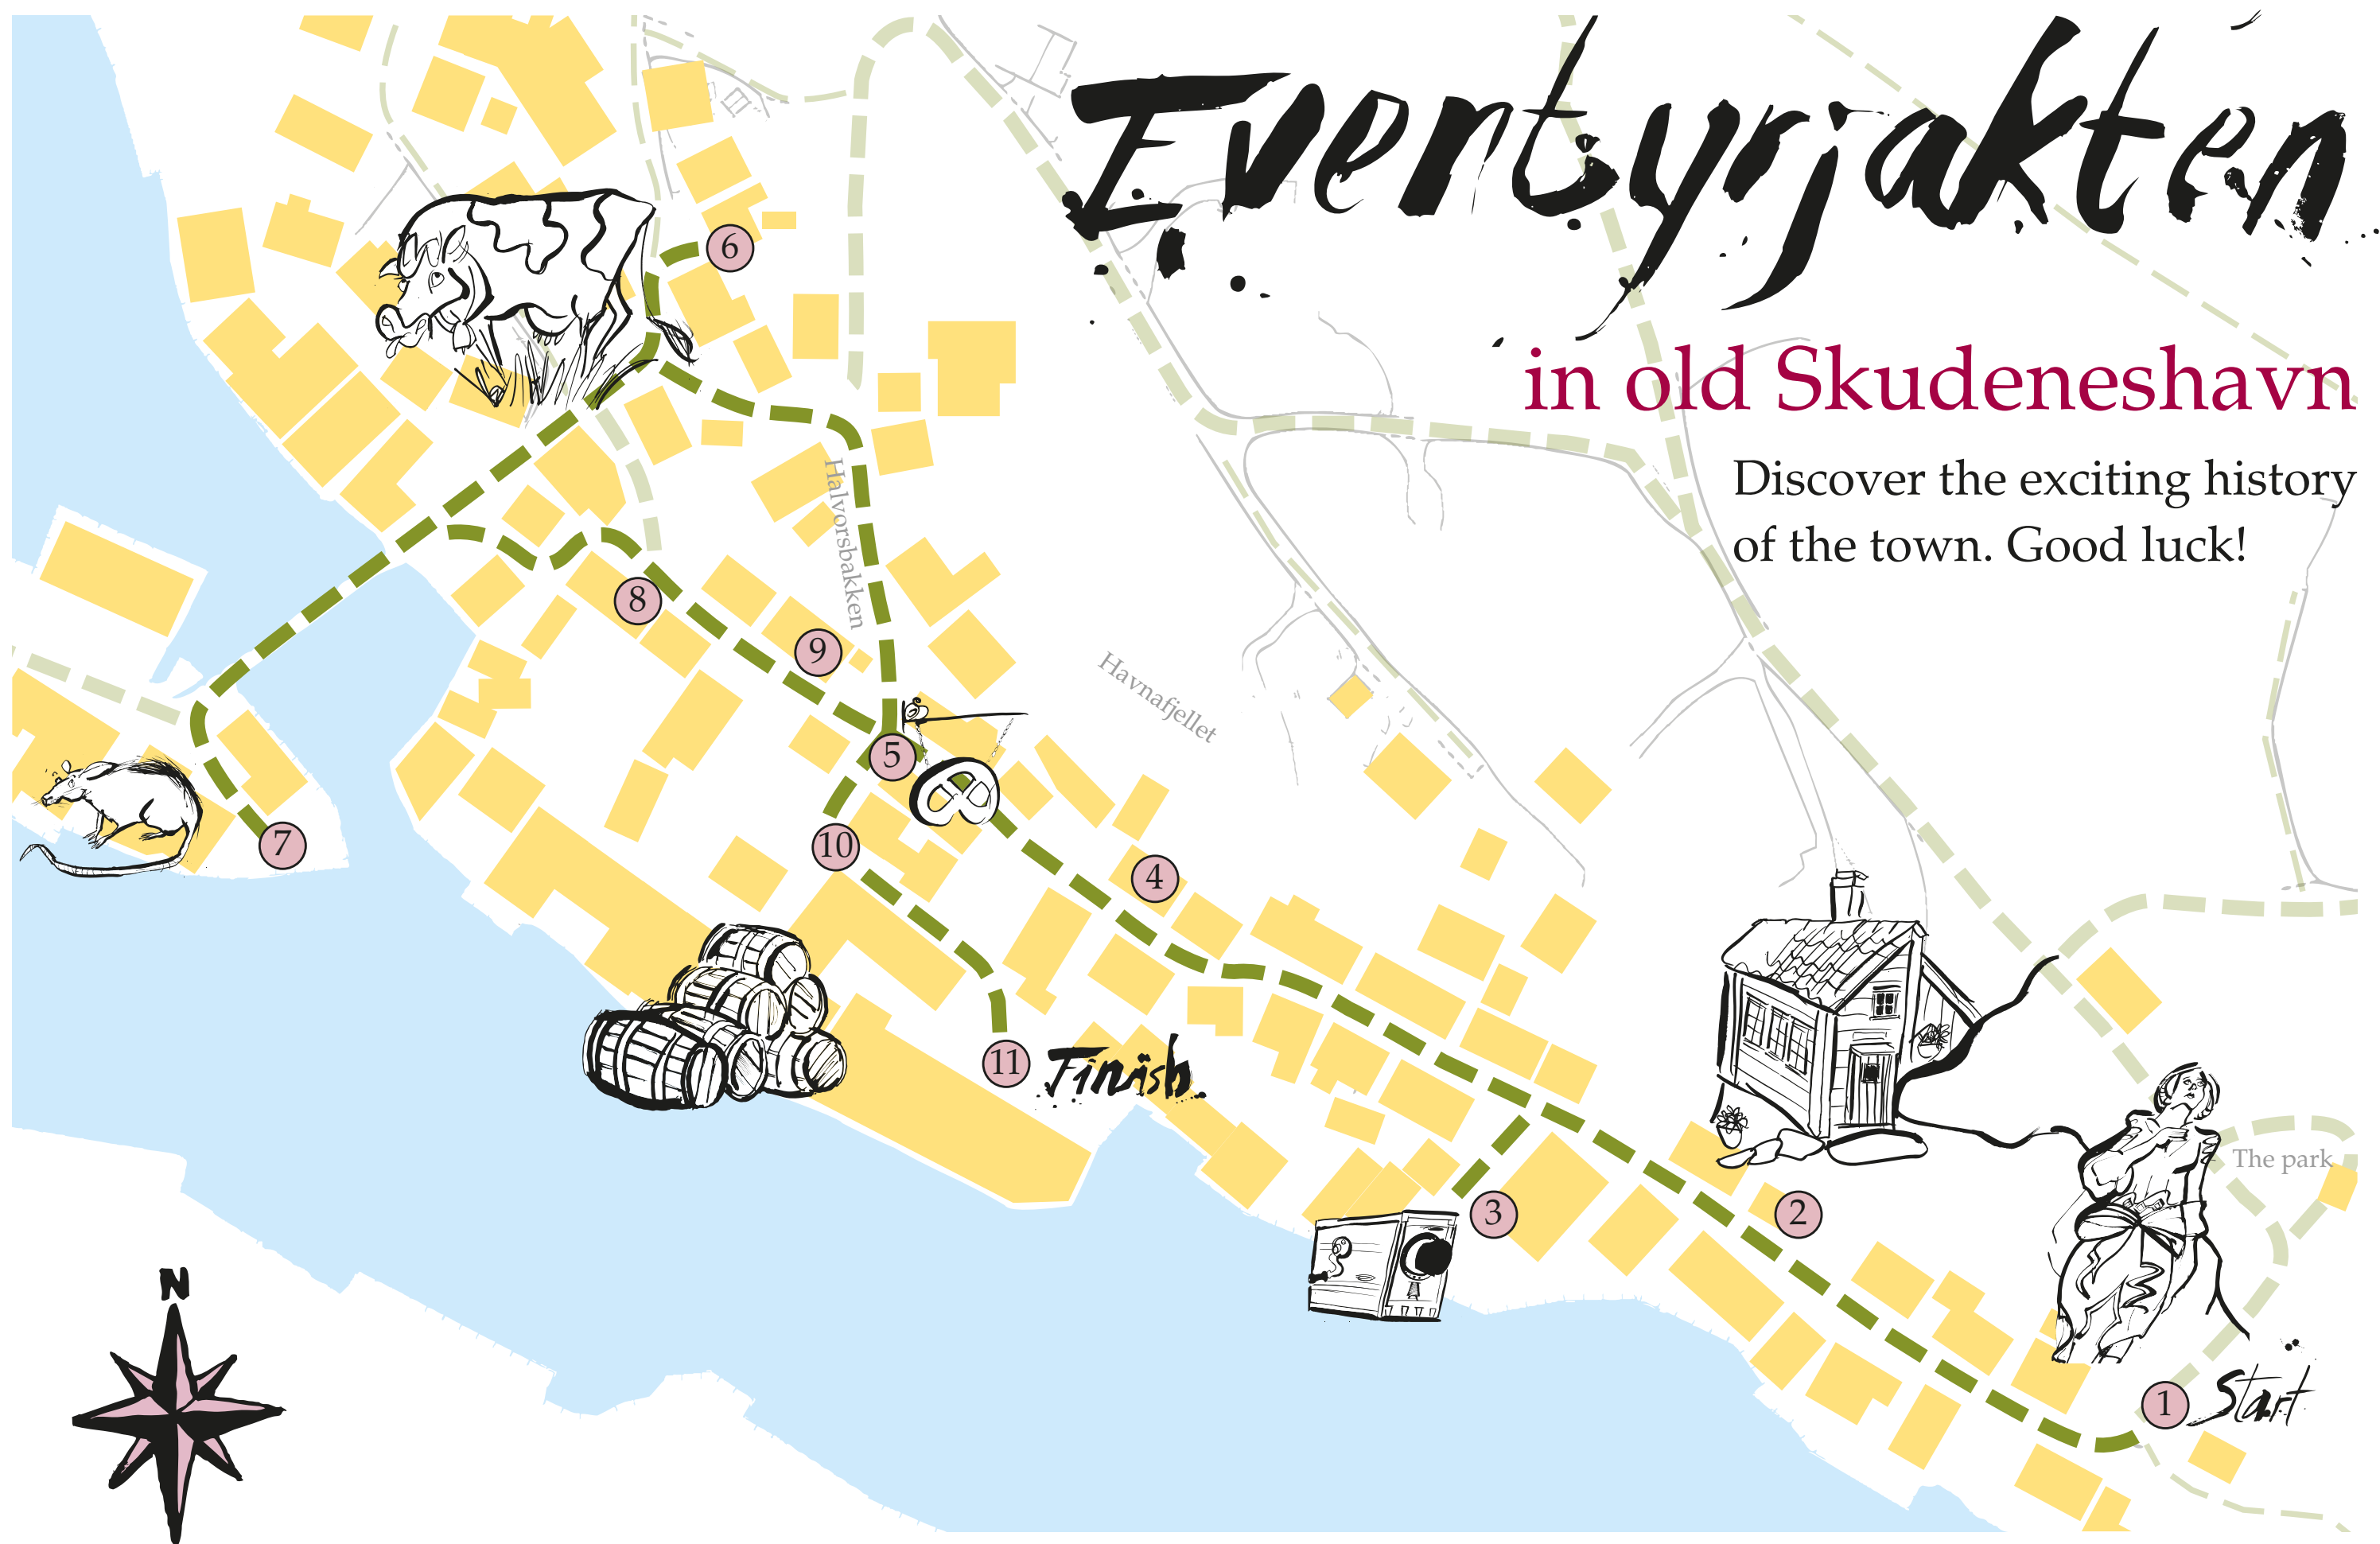 Eventyrjakten
in old Skudeneshavn
Discover the exciting history
of the town. Good luck!
6
Halvorsbakken
8
9
Havnafjellet
5
7
10
4
11 Finish
The park
3
2
N
1 Start